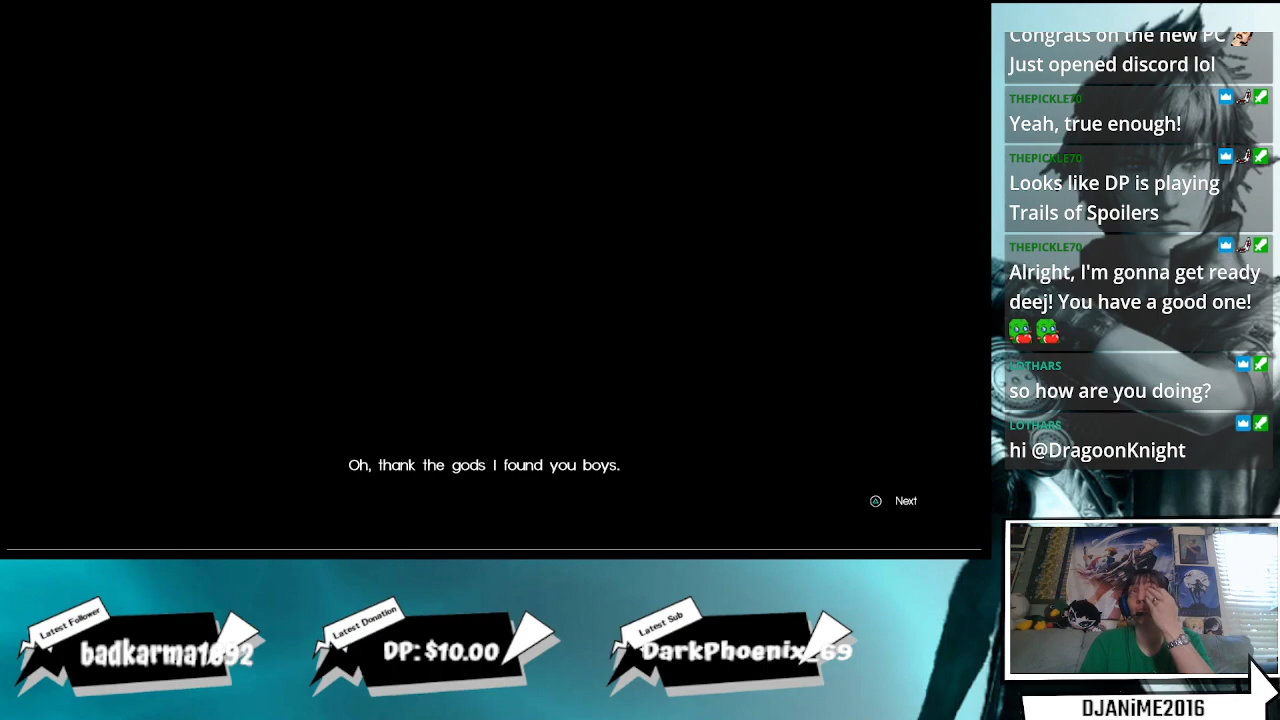 Congrats on the new PC
Just opened discord lol
THEPICKLE70
Yeah, true enough!
THEPICKLE70
Looks like DP is playing
Trails of Spoilers
THEPICKLE70
Alright, I'm gonna get ready
deej! You have a good one!
LOTHARS
so how are you doing?
LOTHARS
hi @DragoonKnight
Oh, thank the gods I found you boys.
Next
Latest Follower
badkarma1692
Latest Donation
DP: $10.00
Latest Sub
DJANiME2016